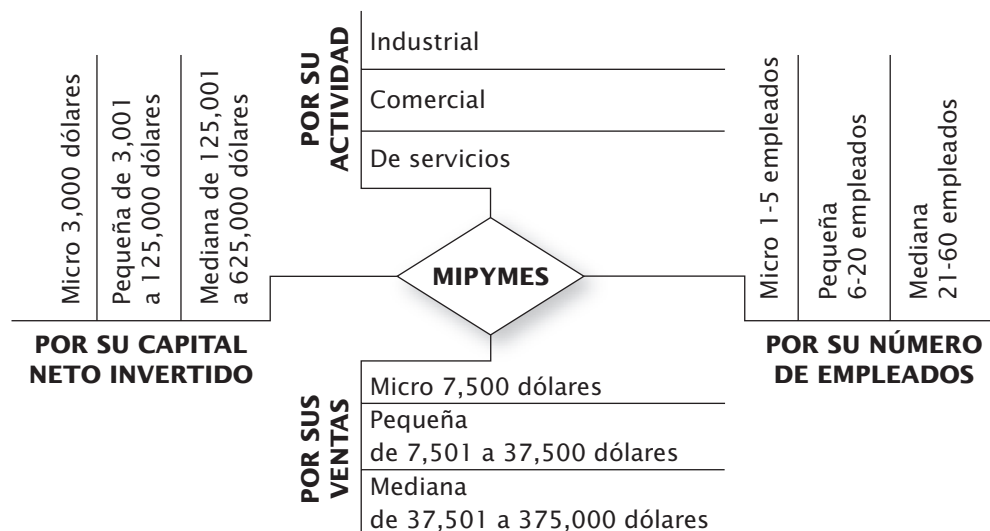 POR SU
ACTIVIDAD
Industrial
Comercial
De servicios
Micro 3,000 dólares
Pequeña de 3,001
a 125,000 dólares
Mediana de 125,001
a 625,000 dólares
POR SU CAPITAL
NETO INVERTIDO
MIPYMES
Micro 1-5 empleados
Pequeña
6-20 empleados
Mediana
21-60 empleados
POR SU NÚMERO
DE EMPLEADOS
POR SUS
VENTAS
Micro 7,500 dólares
Pequeña
de 7,501 a 37,500 dólares
Mediana
de 37,501 a 375,000 dólares